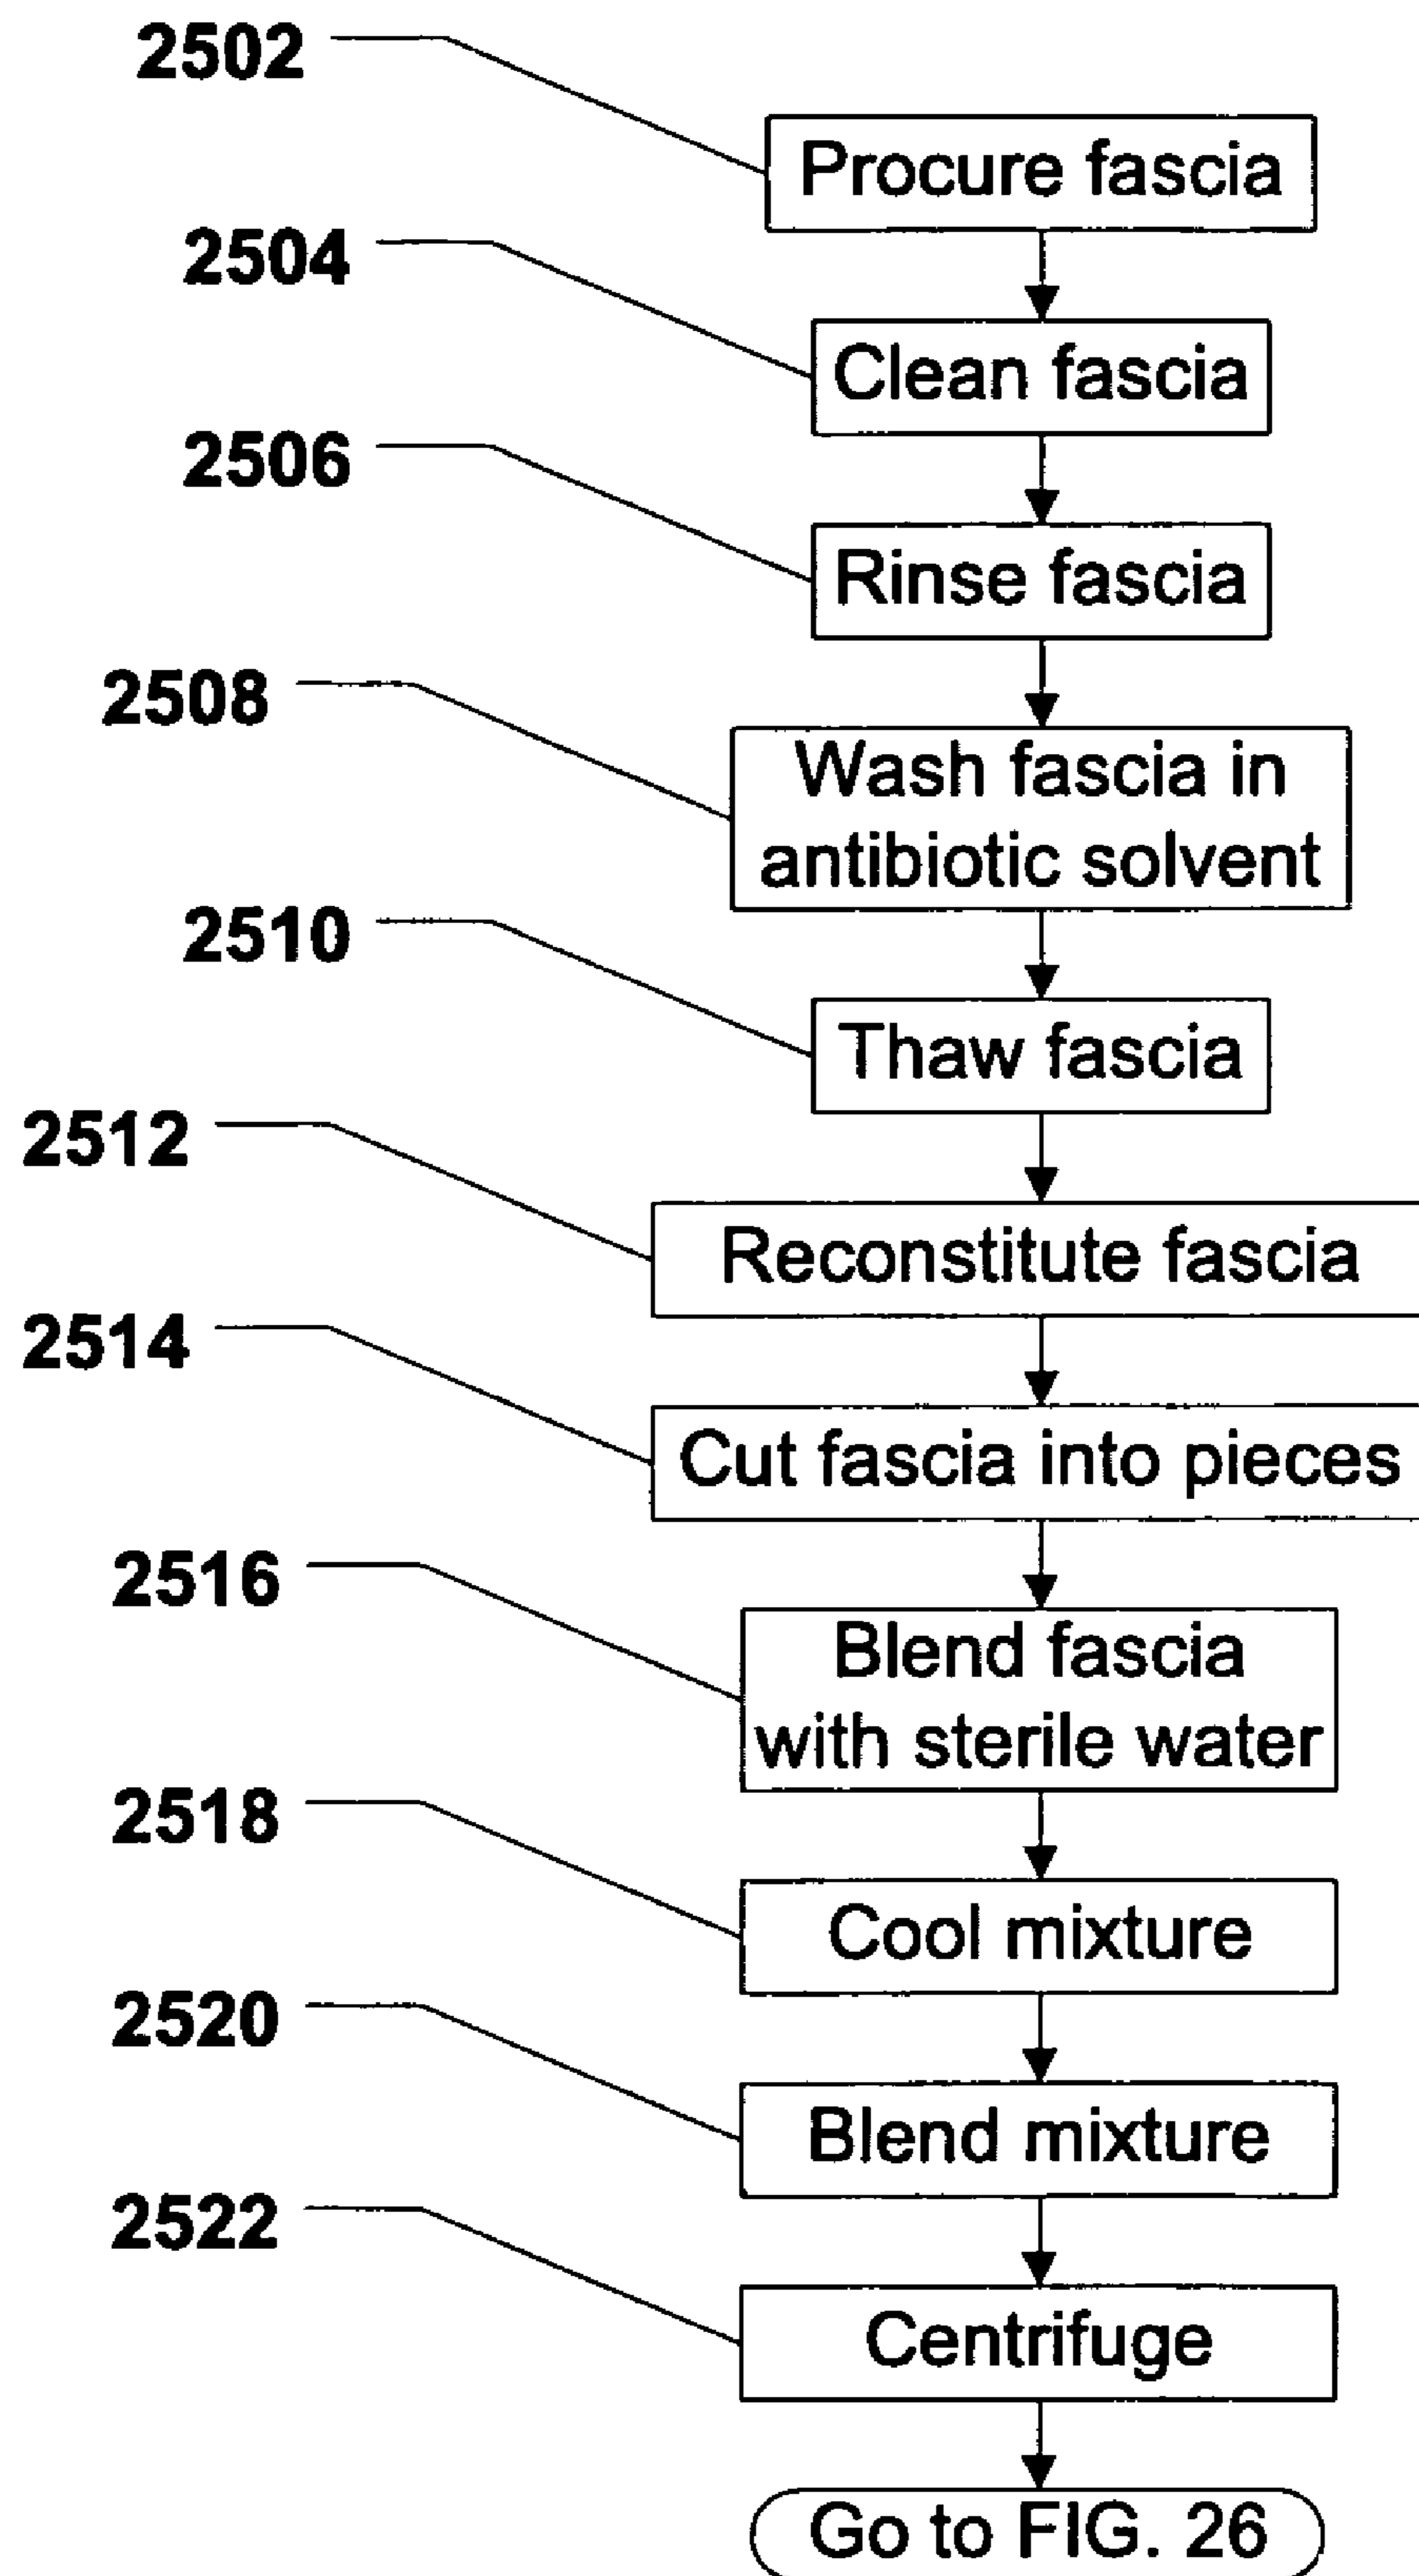 2502
Procure fascia
2504
Clean fascia
2506
Rinse fascia
2508
Wash fascia in
antibiotic solvent
2510
Thaw fascia
2512
Reconstitute fascia
2514
Cut fascia into pieces
2516
Blend fascia
with sterile water
2518
Cool mixture
2520
Blend mixture
2522
Centrifuge
Go to FIG. 26